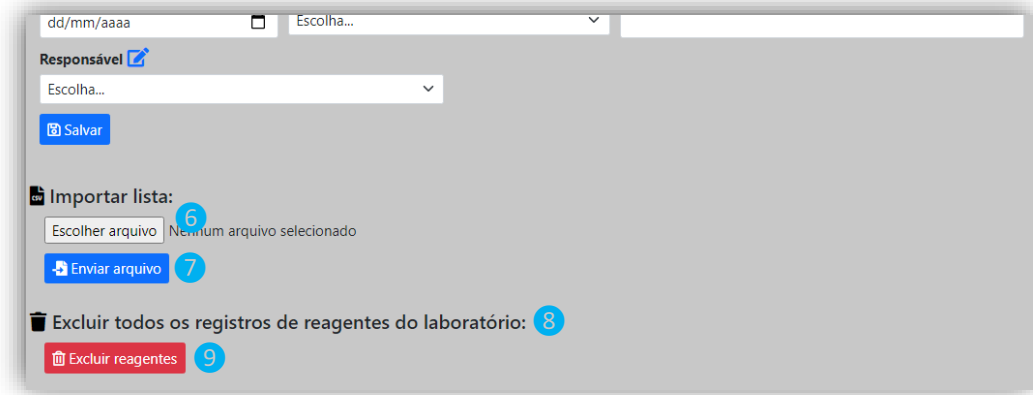 dd/mm/aaaa Escolha...
Responsável
Escolha...
Salvar
CSV Importar lista:
6
Escolher arquivo Nenhum arquivo selecionado
Enviar arquivo 7
Excluir todos os registros de reagentes do laboratório: 8
Excluir reagentes 9